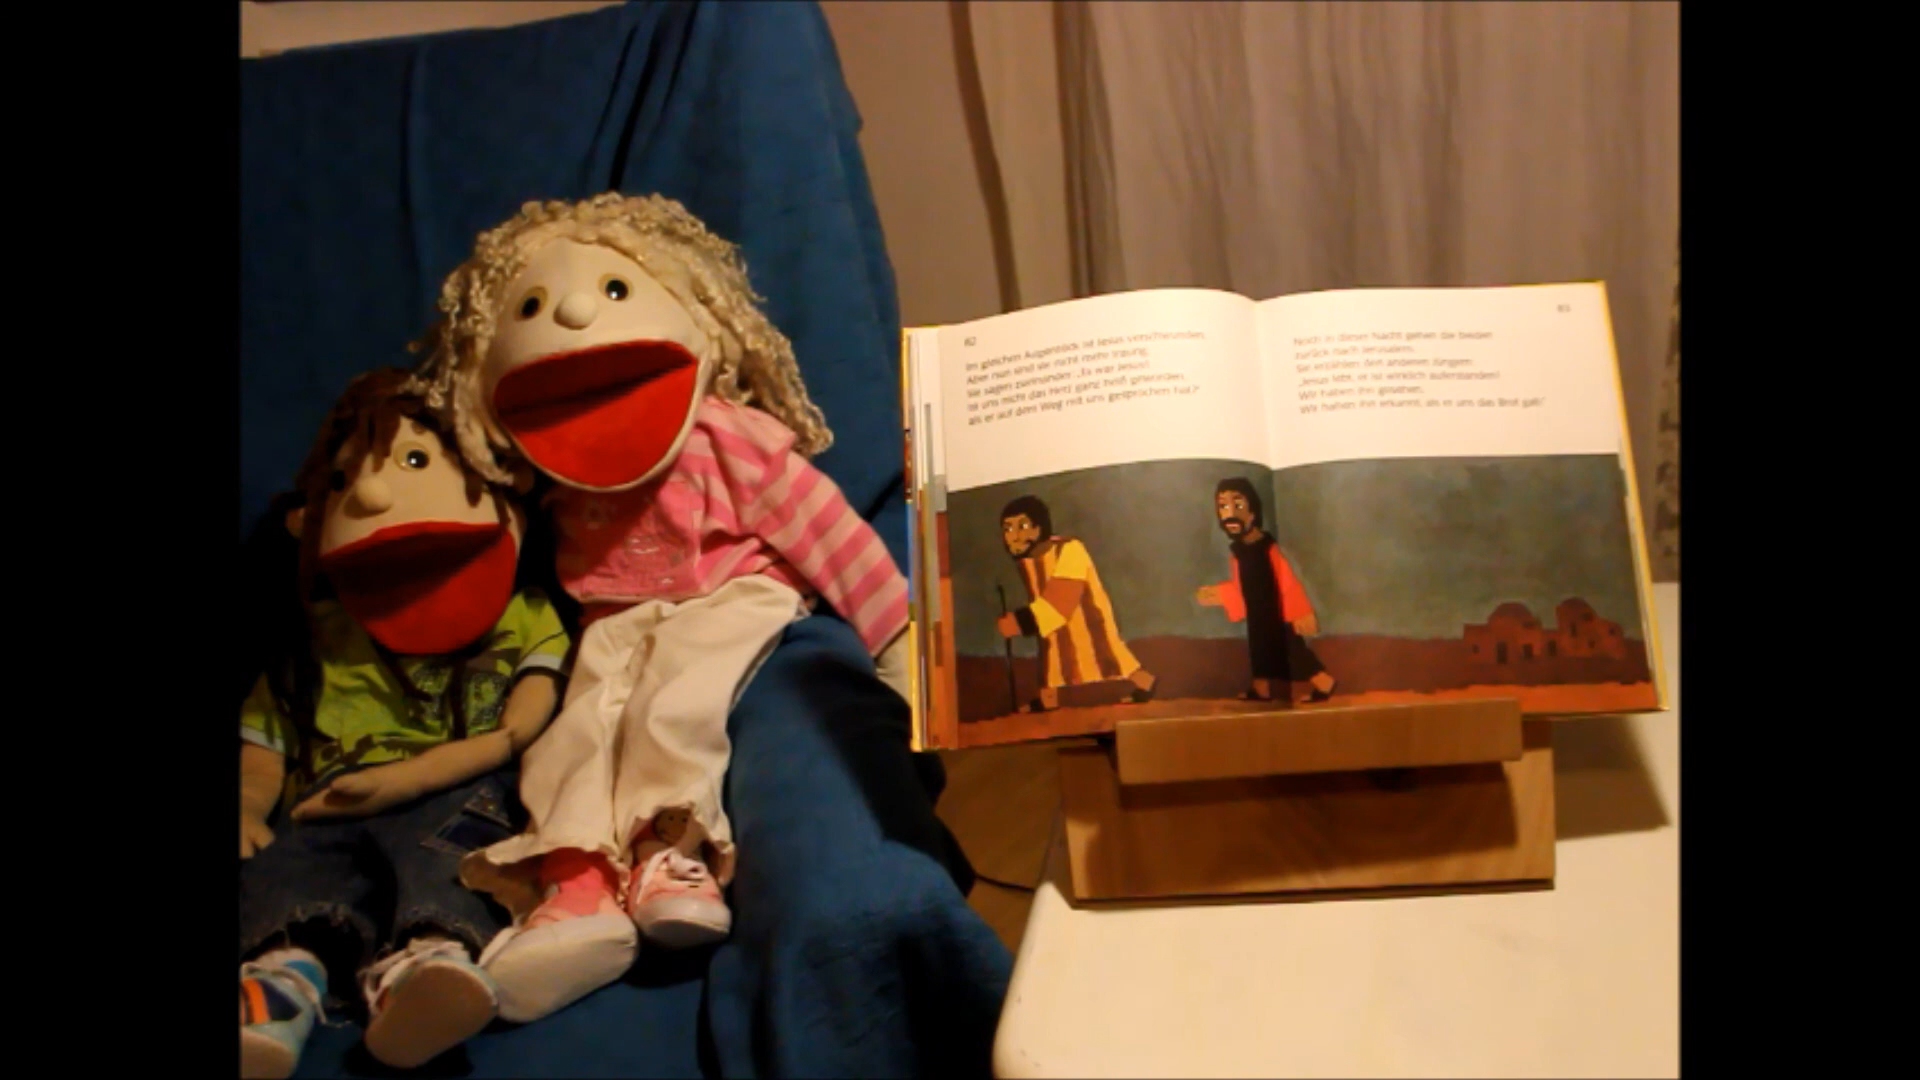 82
Im gleichen Augenblick ist Jesus verschwunden.
Aber nun sind sie nicht mehr traurig.
Sie sagen zueinander: „Es war Jesus!
Ist uns nicht das Herz ganz heiß geworden,
als er auf dem Weg mit uns gesprochen hat?“
83
Noch in dieser Nacht gehen die beiden
zurück nach Jerusalem.
Sie erzählen den anderen Jüngern:
„Jesus lebt, er ist wirklich auferstanden!
Wir haben ihn gesehen.
Wir haben ihn erkannt, als er uns das Brot gab.“